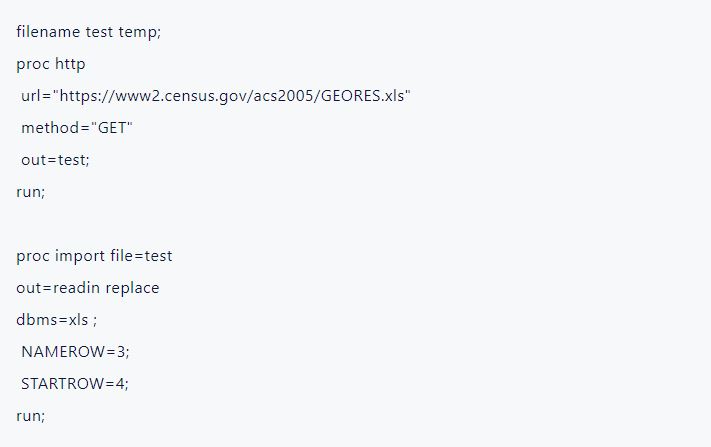 filename test temp;
proc http
url="https://www2.census.gov/acs2005/GEORES.xls"
method="GET"
out=test;
run;
proc import file=test
out=readin replace
dbms=xls ;
NAMEROW=3;
STARTROW=4;
run;